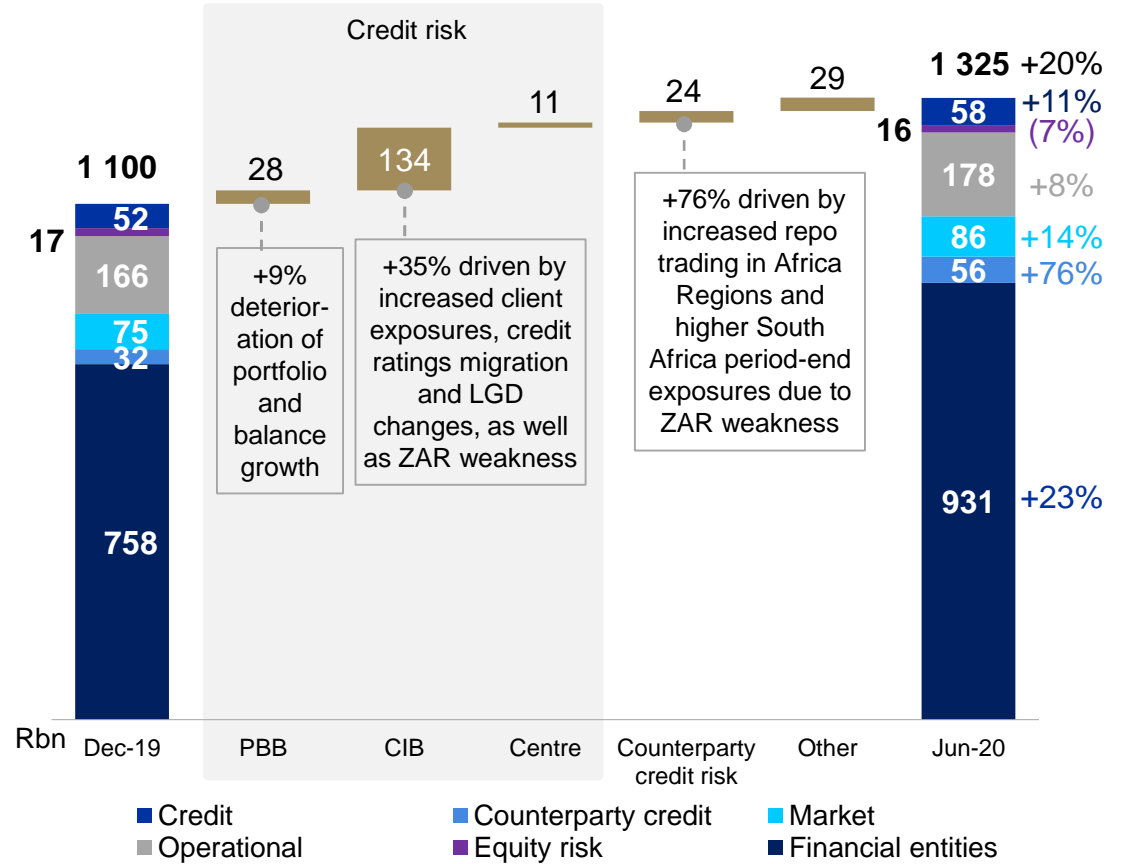 Credit risk
1 100
52
17
166
75
32
758
28
+9%
deterior-
ation of
portfolio
and
balance
growth
134
+35% driven by
increased client
exposures, credit
ratings migration
and LGD
changes, as well
as ZAR weakness
11
24
+76% driven by
increased repo
trading in Africa
Regions and
higher South
Africa period-end
exposures due to
ZAR weakness
29
1 325 +20%
58 +11%
16 (7%)
178 +8%
86 +14%
56 +76%
931 +23%
Rbn
Dec-19
PBB
CIB
Centre
Counterparty
credit risk
Other
Jun-20
Credit
Counterparty credit
Market
Operational
Equity risk
Financial entities